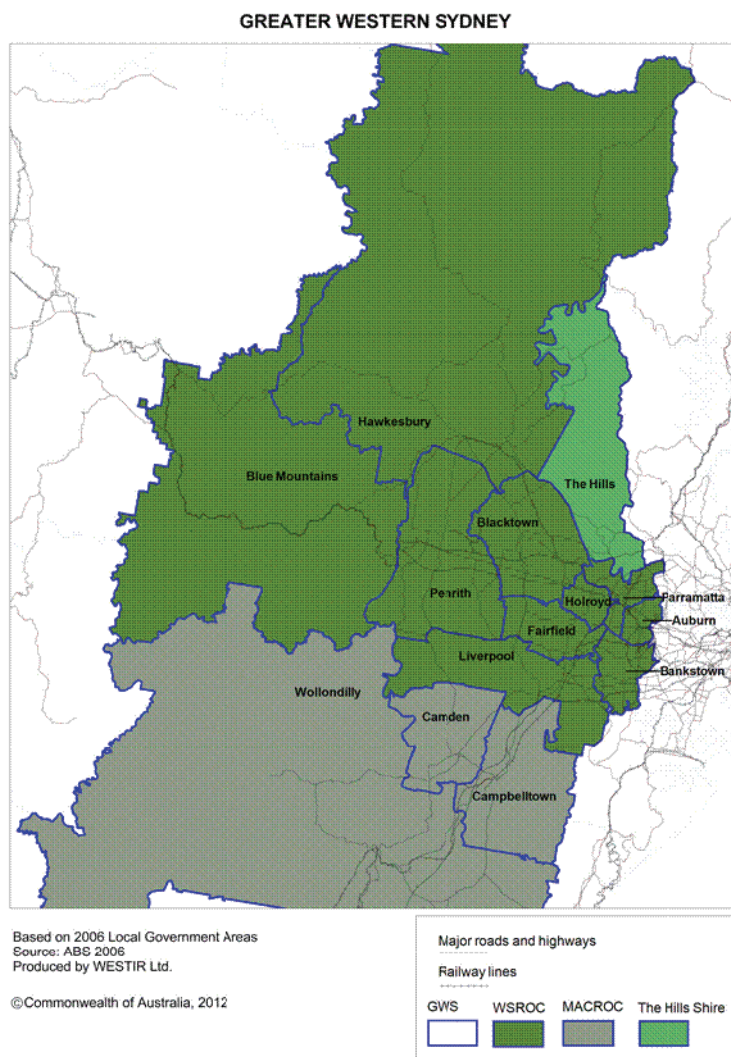 GREATER WESTERN SYDNEY
Hawkesbury
Blue Mountains
The Hills
Blacktown
Penrith
Holroyd
Parramatta
Auburn
Fairfield
Liverpool
Bankstown
Wollondilly
Camden
Campbelltown
Based on 2006 Local Government Areas
Source: ABS 2006
Produced by WESTIR Ltd.
©Commonwealth of Australia, 2012
Major roads and highways
Railway lines
GWS WSROC MACROC The Hills Shire